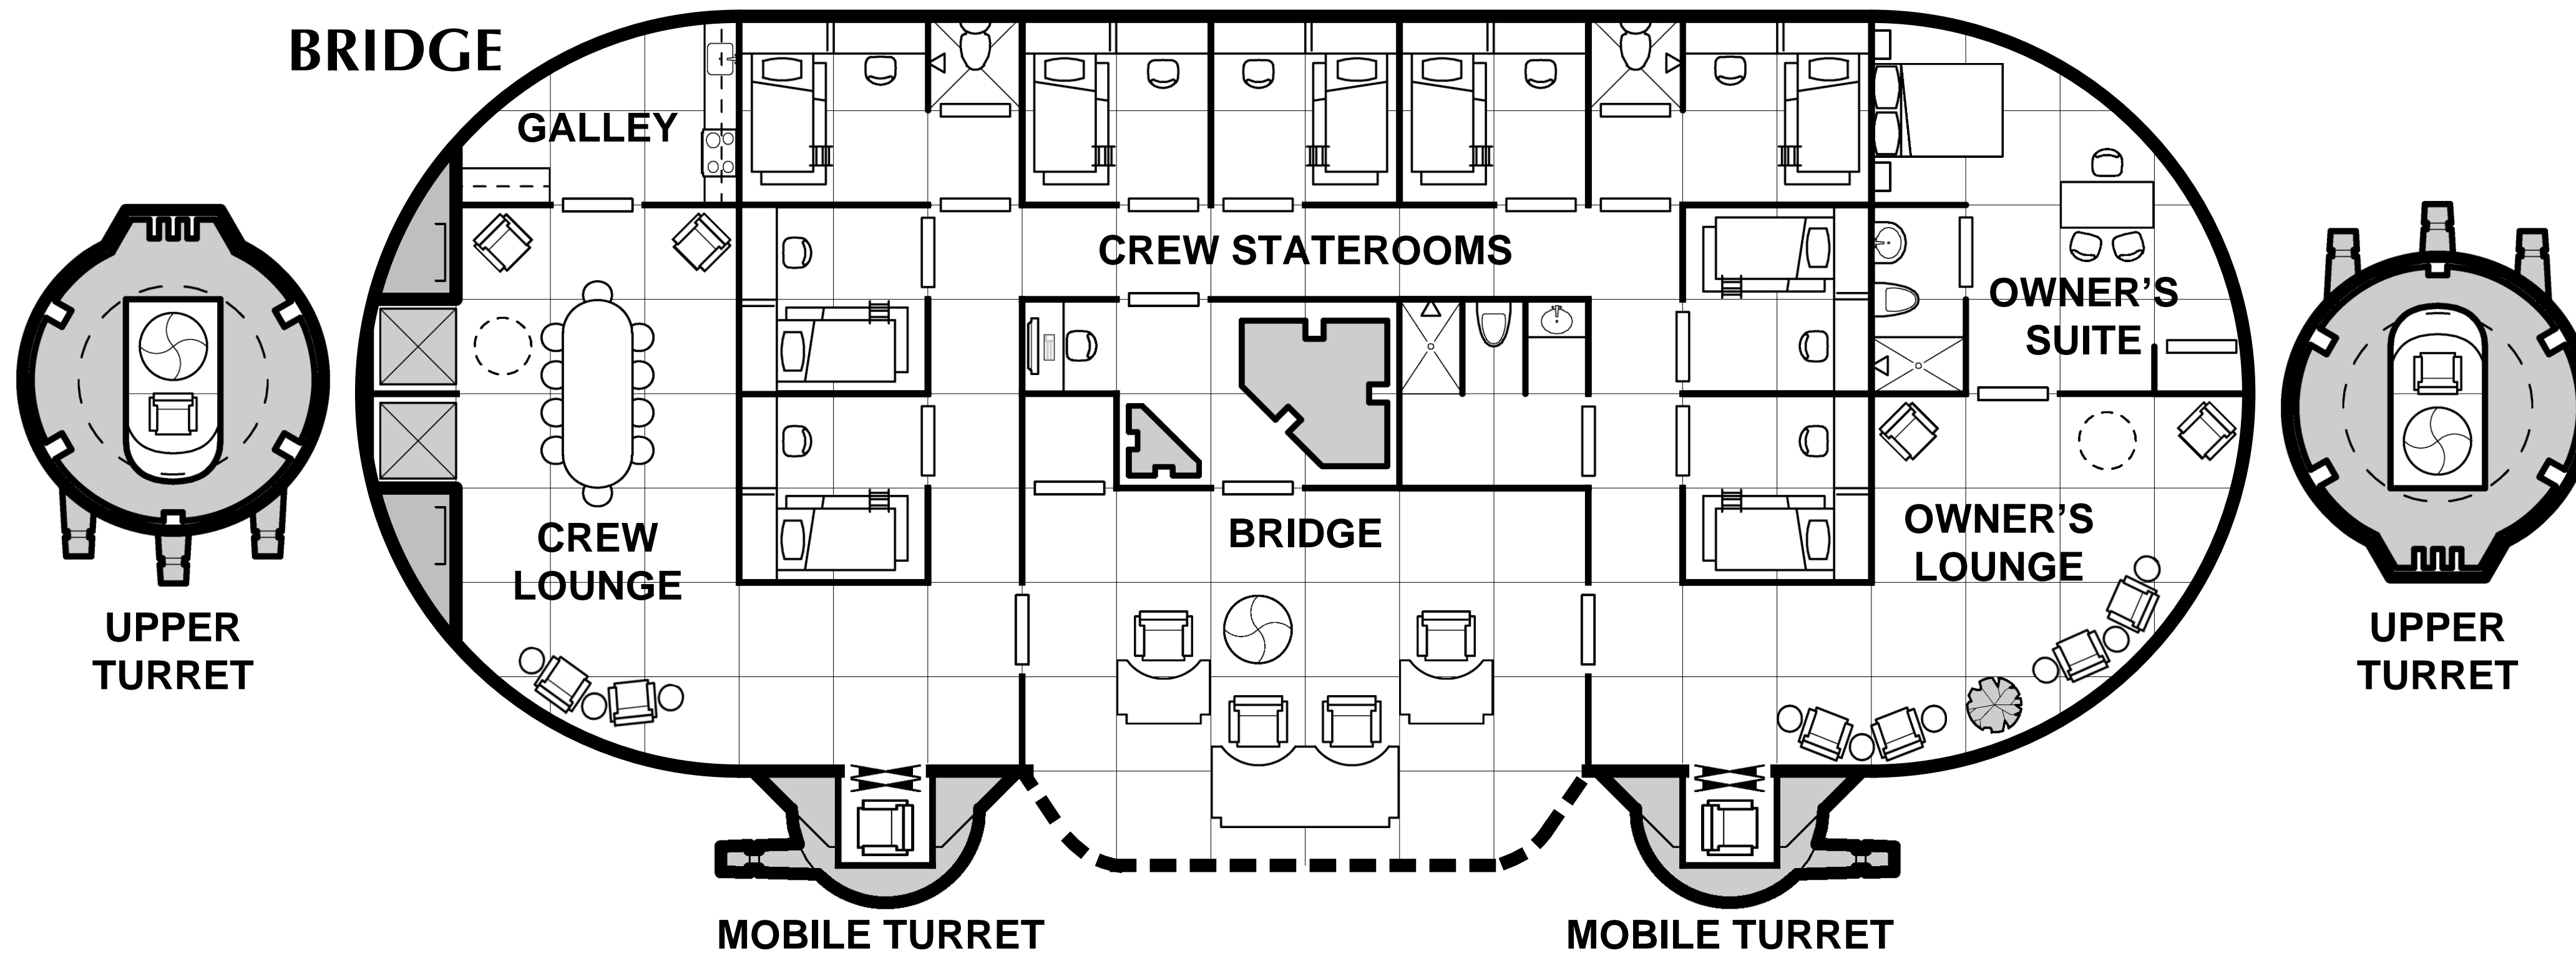 BRIDGE
GALLEY
CREW STATEROOMS
OWNER'S
SUITE
CREW
LOUNGE
BRIDGE
OWNER'S
LOUNGE
UPPER
TURRET
UPPER
TURRET
MOBILE TURRET
MOBILE TURRET